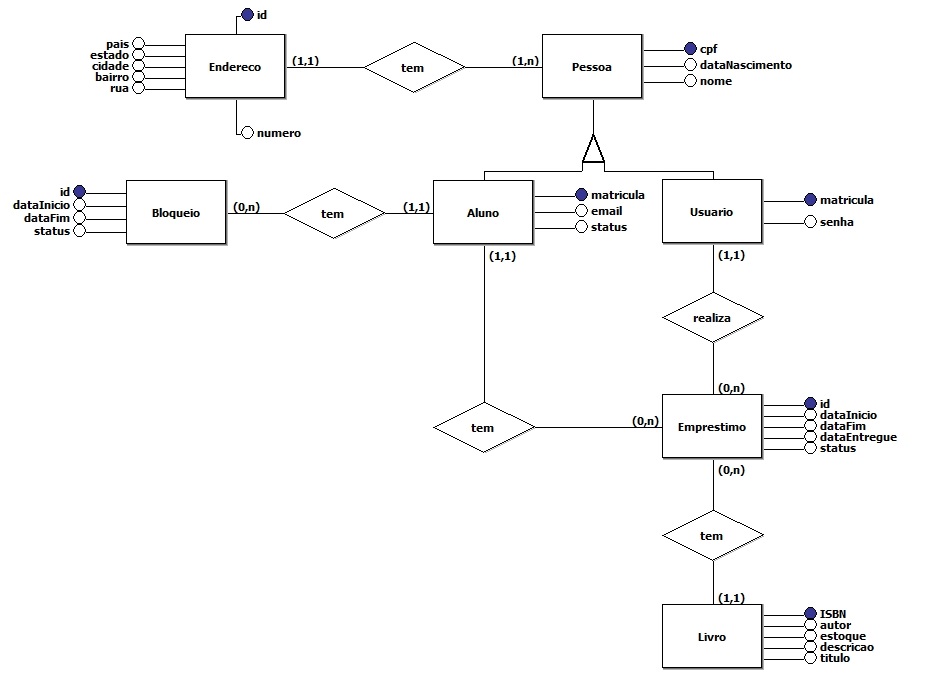 id
pais
estado
cidade
bairro
rua
Endereco
(1,1)
tem
(1,n)
Pessoa
cpf
dataNascimento
nome
numero
id
dataInicio
dataFim
status
Bloqueio
(0,n)
tem
(1,1)
Aluno
matricula
email
status
Usuario
matricula
senha
(1,1)
(1,1)
realiza
(0,n)
tem
(0,n)
Emprestimo
id
dataInicio
dataFim
dataEntregue
status
(0,n)
tem
(1,1)
Livro
ISBN
autor
estoque
descricao
titulo